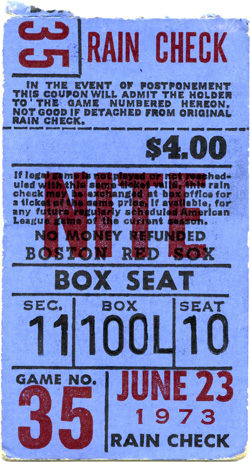 35
RAIN CHECK
IN THE EVENT OF POSTPONEMENT
THIS COUPON WILL ADMIT THE HOLDER
TO THE GAME NUMBERED HEREON.
NOT GOOD IF DETACHED FROM ORIGINAL
RAIN CHECK.
$4.00
If legal game is not played or not resched-
uled with this same ticket valid, this rain
check may be exchanged at box office for
a ticket of the same price, if available, for
any future regularly scheduled American
League game of the current season.
NO MONEY REFUNDED
BOSTON RED SOX
BOX SEAT
SEC. BOX SEAT
11 100L 10
GAME NO.
35
JUNE 23
1973
RAIN CHECK